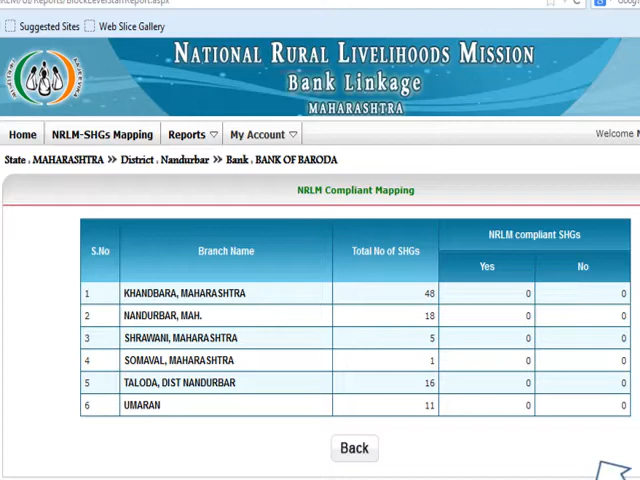 Suggested Sites Web Slice Gallery
NATIONAL RURAL LIVELIHOODS MISSION
Bank Linkage
MAHARASHTRA
Home NRLM-SHGs Mapping Reports My Account Welcome
State : MAHARASHTRA >> District : Nandurbar >> Bank : BANK OF BARODA
NRLM Compliant Mapping
S.No Branch Name Total No of SHGs NRLM compliant SHGs
Yes No
1 KHANDBARA, MAHARASHTRA 48 0 0
2 NANDURBAR, MAH. 18 0 0
3 SHRAWANI, MAHARASHTRA 5 0 0
4 SOMAVAL, MAHARASHTRA 1 0 0
5 TALODA, DIST NANDURBAR 16 0 0
6 UMARAN 11 0 0
Back